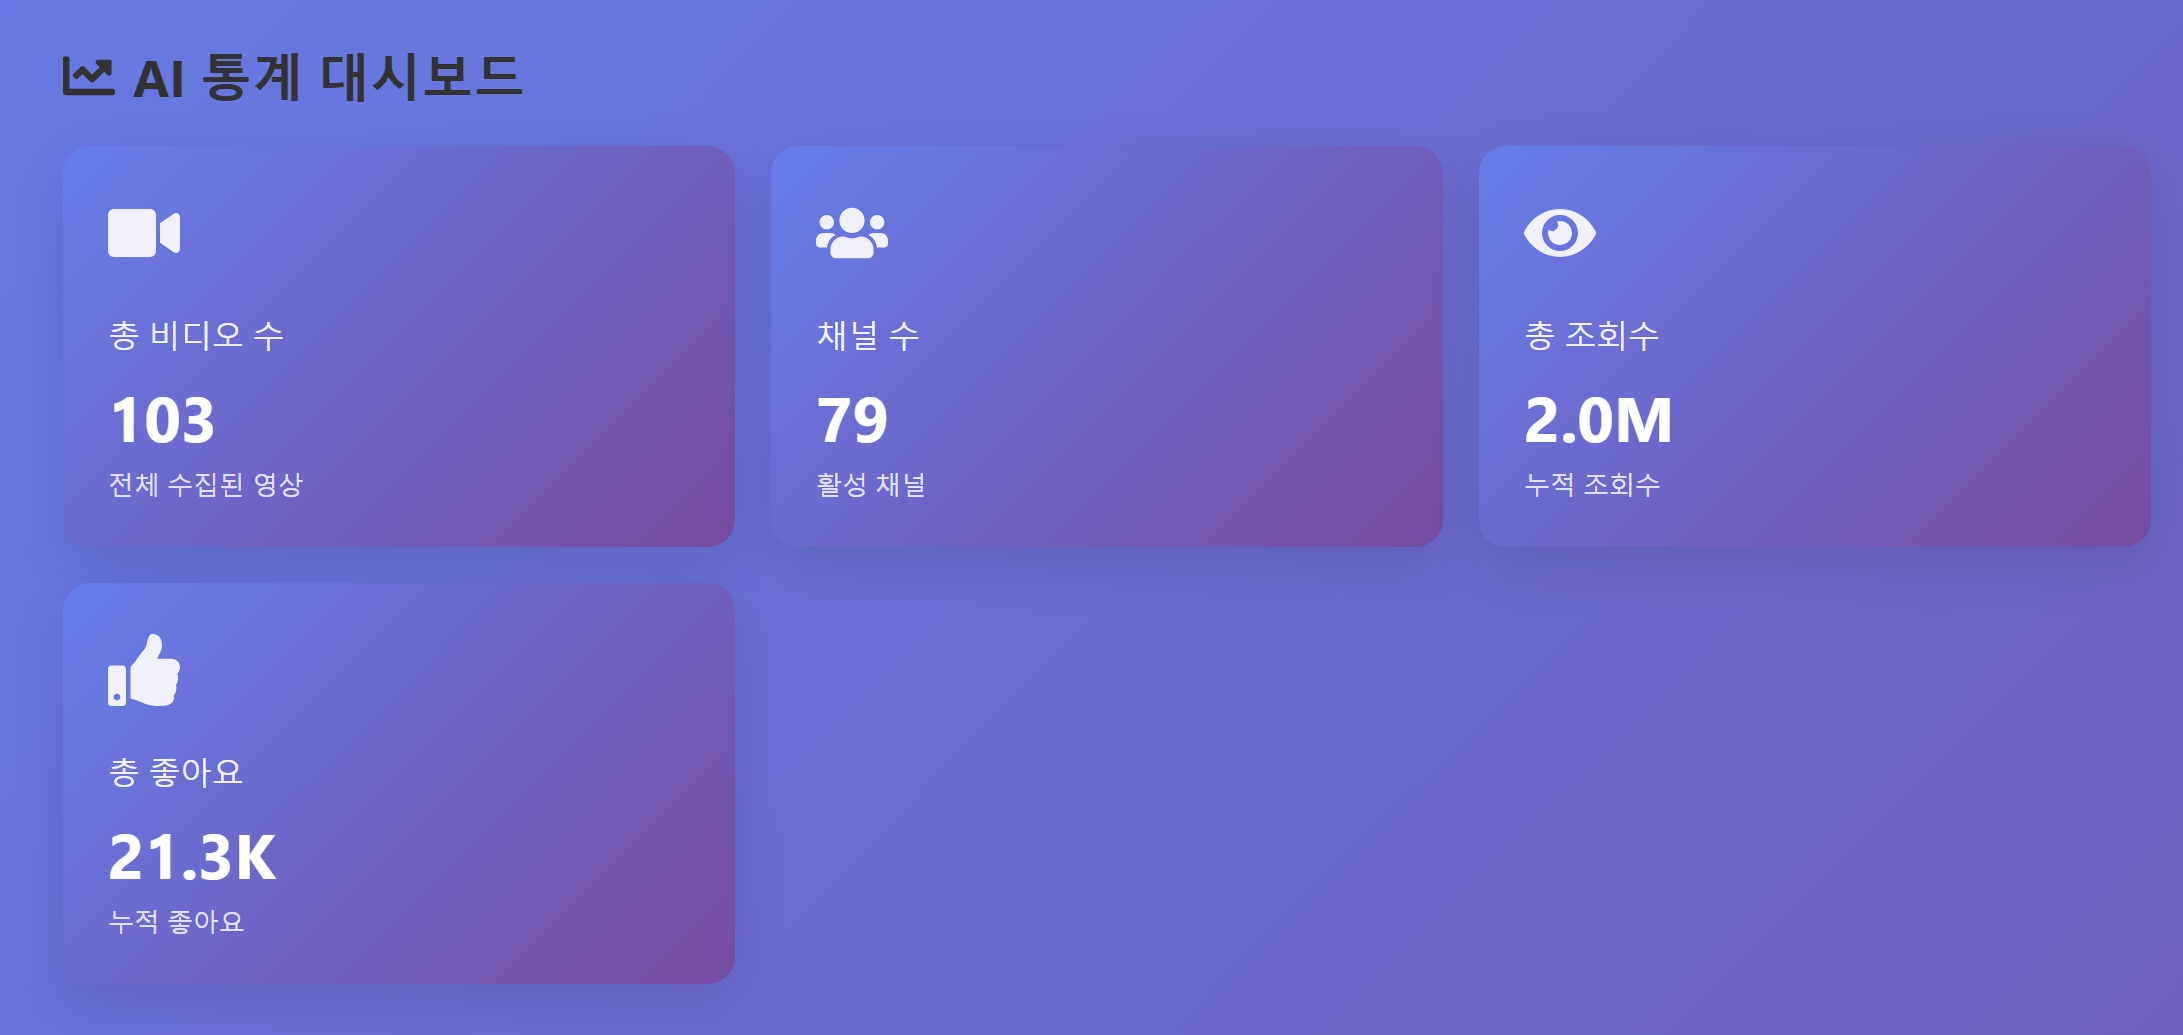 AI 통계 대시보드
총 비디오 수
103
전체 수집된 영상
채널 수
79
활성 채널
총 조회수
2.0M
누적 조회수
총 좋아요
21.3K
누적 좋아요